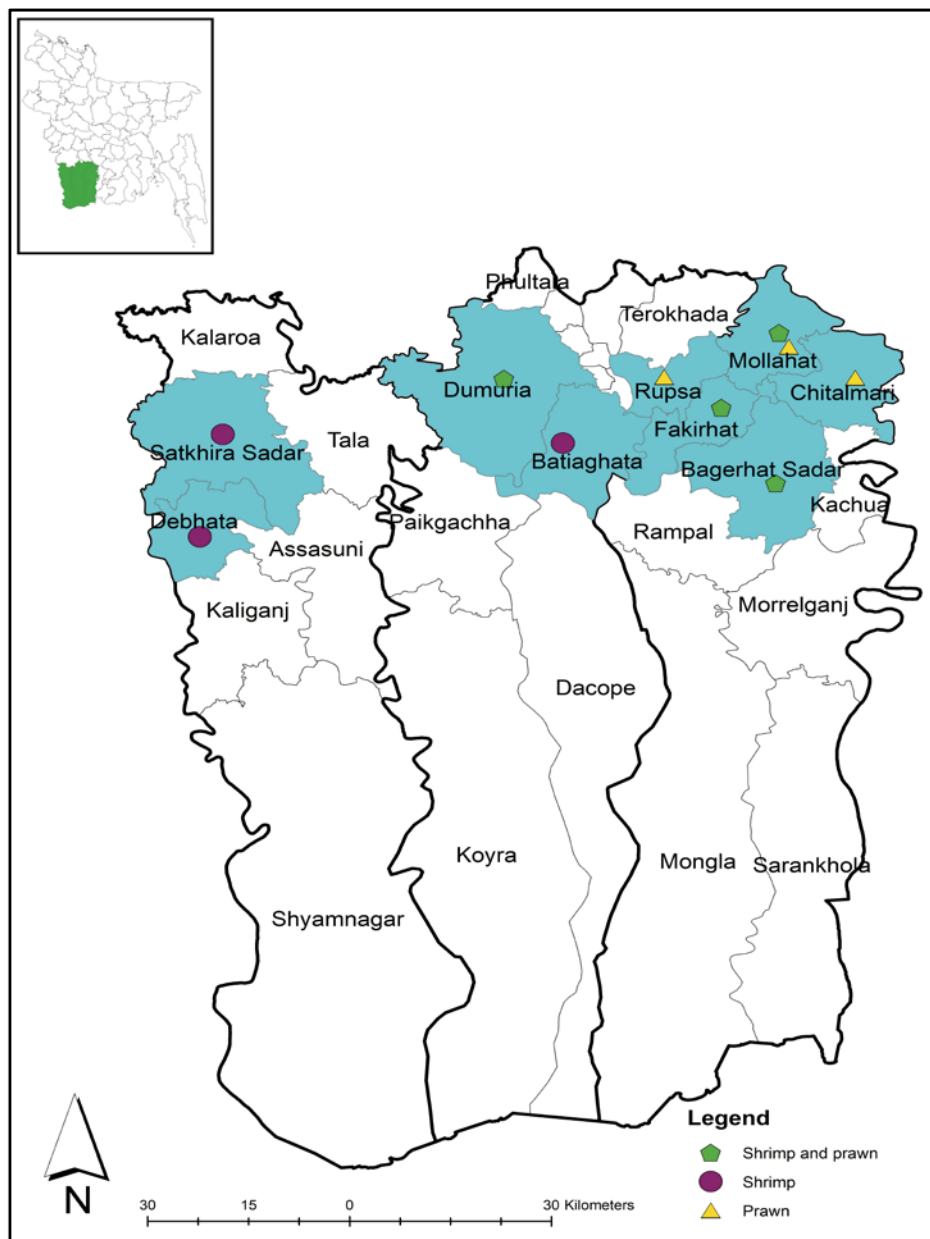 Phultala
Terokhada
Kalaroa
Mollahat
Dumuria
Rupsa
Chitalmari
Fakirhat
Tala
Satkhira Sadar
Batiaghata
Bagerhat Sadar
Kachua
Debhata
Paikgachha
Rampal
Assasuni
Kaliganj
Morrelganj
Dacope
Koyra
Mongla
Sarankhola
Shyamnagar
Legend
Shrimp and prawn
Shrimp
Prawn
N
30 15 0 30 Kilometers